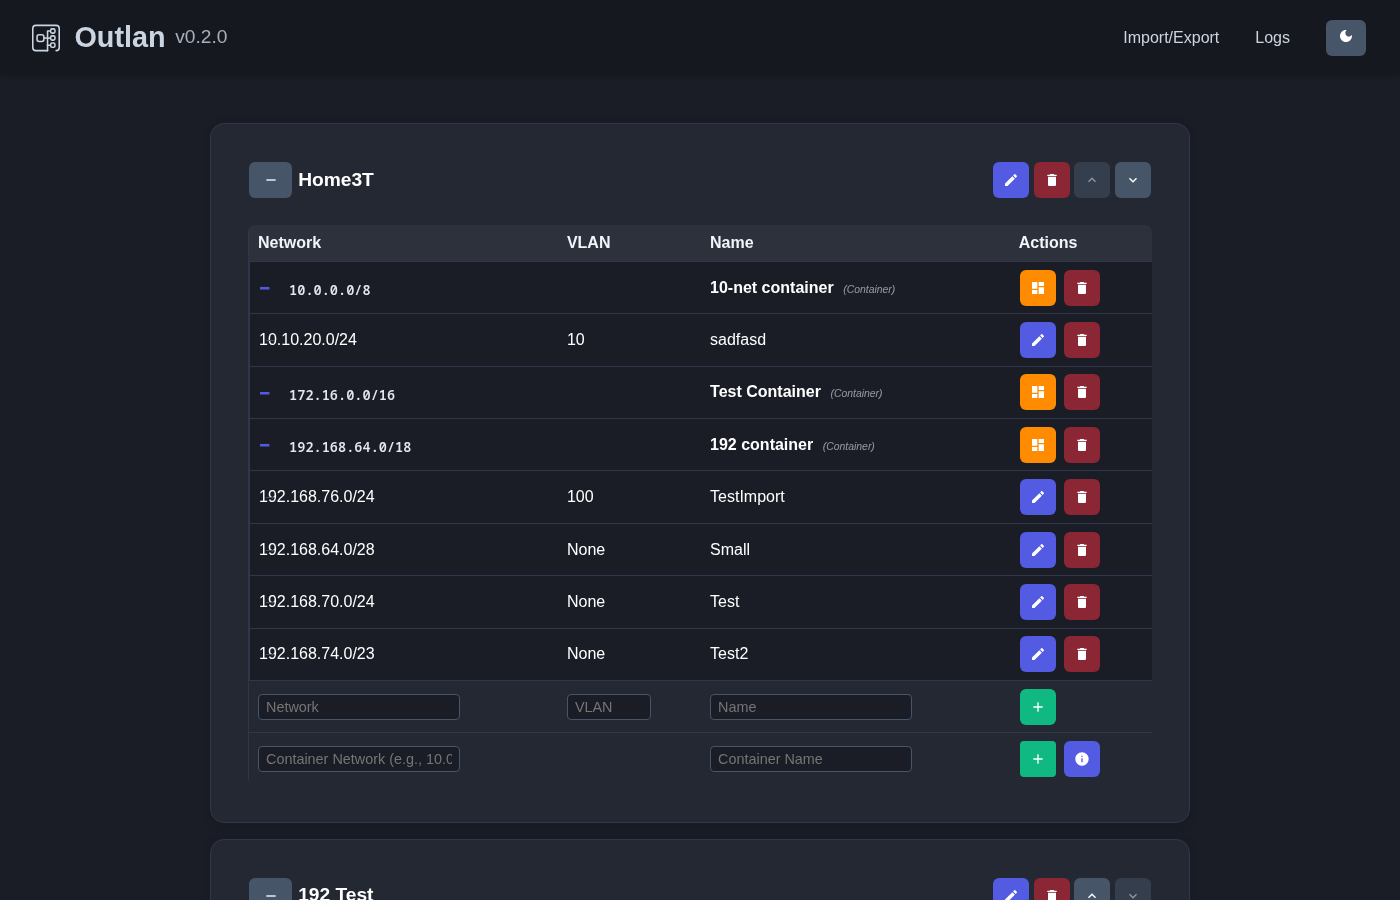 Outlan v0.2.0 Import/Export Logs
Home3T
Network VLAN Name Actions
10.0.0.0/8 10-net container (Container)
10.10.20.0/24 10 sadfasd
172.16.0.0/16 Test Container (Container)
192.168.64.0/18 192 container (Container)
192.168.76.0/24 100 TestImport
192.168.64.0/28 None Small
192.168.70.0/24 None Test
192.168.74.0/23 None Test2
Network VLAN Name
Container Network (e.g., 10.0 Container Name
192 Test